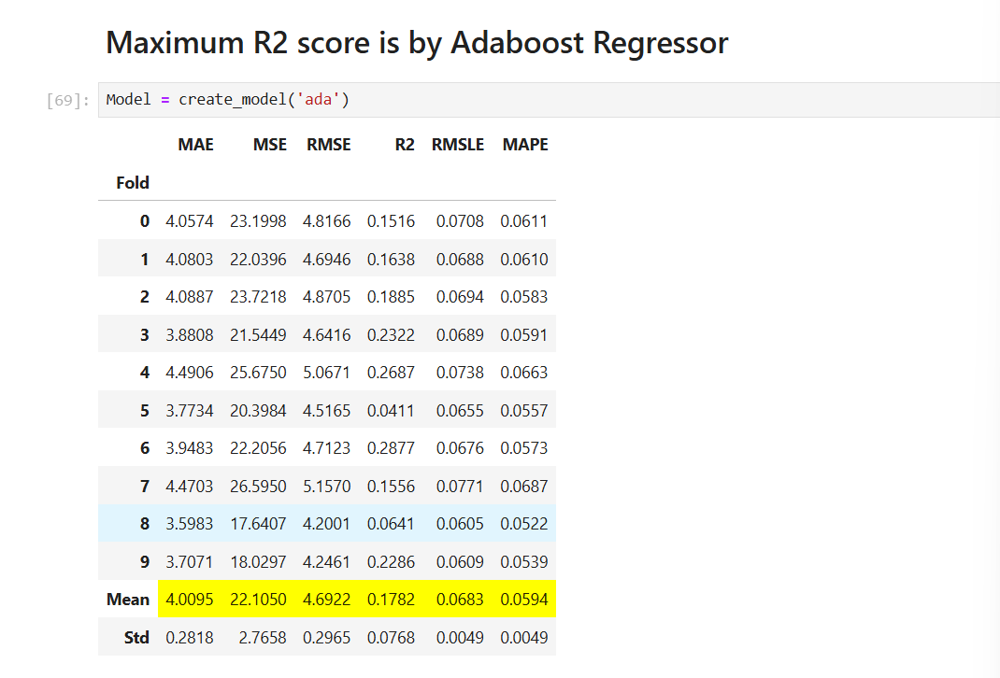 Maximum R2 score is by Adaboost Regressor
[69]: Model = create_model('ada')
MAE MSE RMSE R2 RMSLE MAPE
Fold
0 4.0574 23.1998 4.8166 0.1516 0.0708 0.0611
1 4.0803 22.0396 4.6946 0.1638 0.0688 0.0610
2 4.0887 23.7218 4.8705 0.1885 0.0694 0.0583
3 3.8808 21.5449 4.6416 0.2322 0.0689 0.0591
4 4.4906 25.6750 5.0671 0.2687 0.0738 0.0663
5 3.7734 20.3984 4.5165 0.0411 0.0655 0.0557
6 3.9483 22.2056 4.7123 0.2877 0.0676 0.0573
7 4.4703 26.5950 5.1570 0.1556 0.0771 0.0687
8 3.5983 17.6407 4.2001 0.0641 0.0605 0.0522
9 3.7071 18.0297 4.2461 0.2286 0.0609 0.0539
Mean 4.0095 22.1050 4.6922 0.1782 0.0683 0.0594
Std 0.2818 2.7658 0.2965 0.0768 0.0049 0.0049